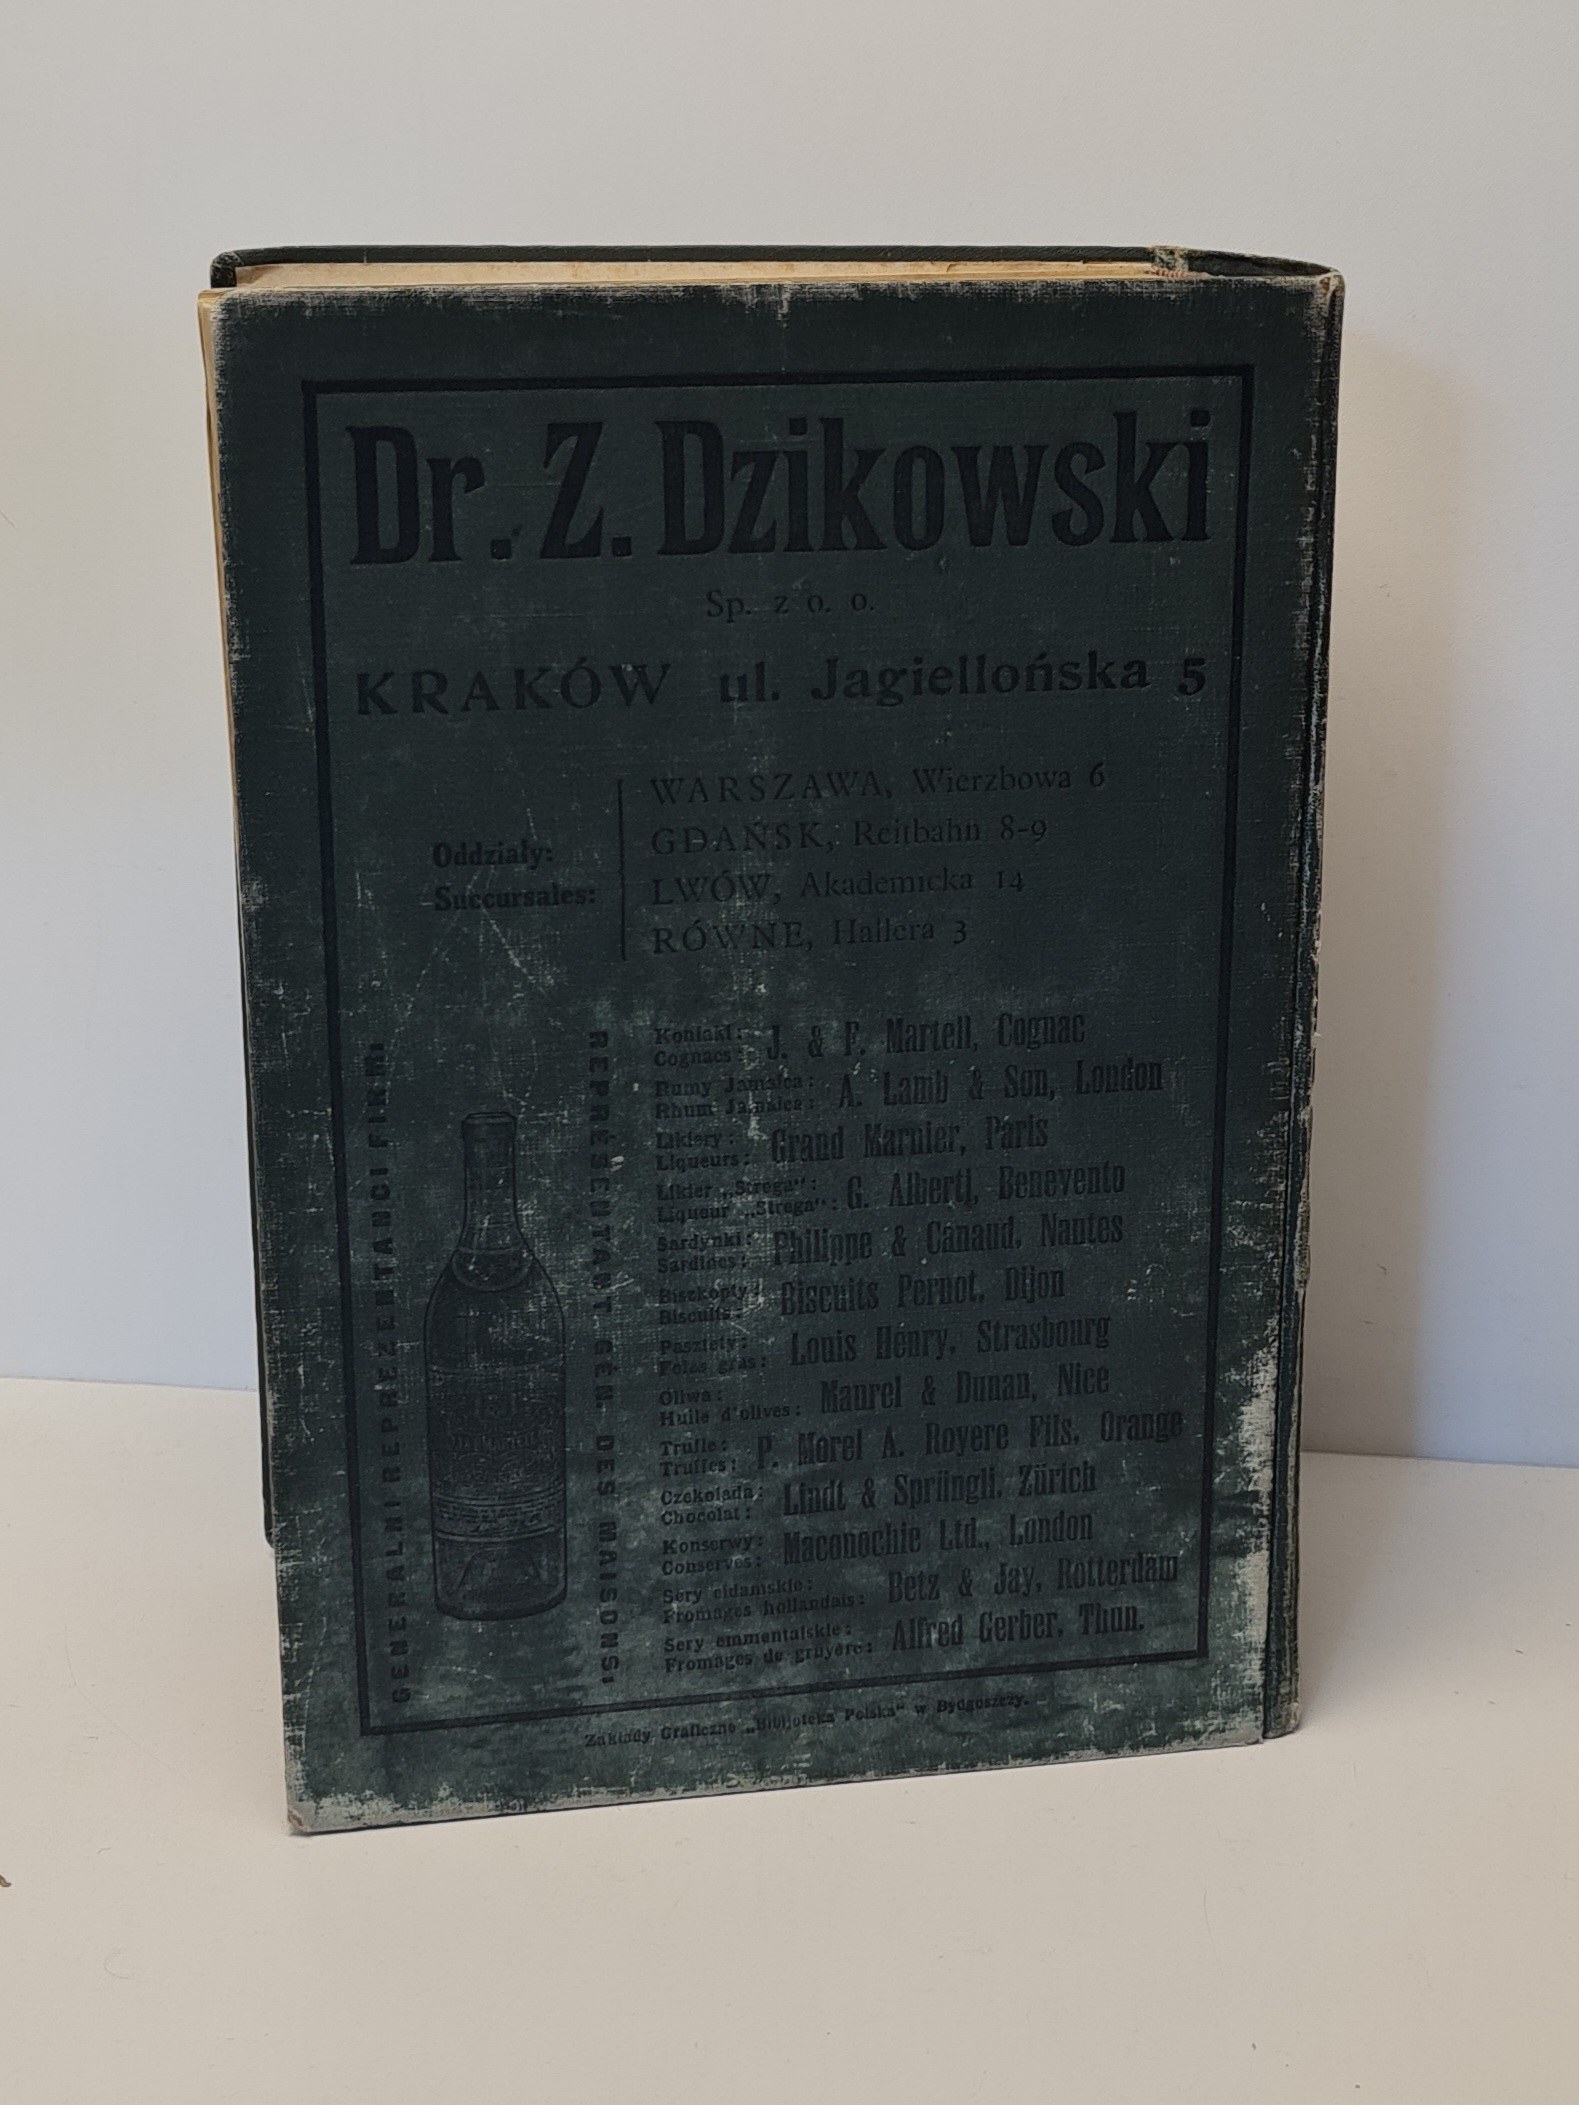 Dr. Z. Dzikowski
Sp. z o. o.
KRAKÓW ul. Jagiellońska 5
Oddziały:
Succursales:
WARSZAWA, Wierzbowa 6
GDAŃSK, Reitbahn 8-9
LWÓW, Akademicka 14
RÓWNE, Hallera 3
GENERALNI REPREZENTANCI FIRM:
REPRÉSENTANT GÉN. DES MAISONS:
Koniaki:
Cognacs: J. & F. Martell, Cognac
Rumy Jamaica:
Rhum Jamaica: A. Lamb & Son, London
Likiery:
Liqueurs: Grand Marnier, Paris
Likier „Strega“:
Liqueur „Strega“: G. Alberti, Benevento
Sardynki:
Sardines: Philippe & Canaud, Nantes
Biszkopty:
Biscuits: Biscuits Pernot, Dijon
Pasztety:
Foies gras: Louis Henry, Strasbourg
Oliwa:
Huile d'olives: Maurel & Dunan, Nice
Trufle:
Truffes: P. Morel A. Royere Fils, Orange
Czekolada:
Chocolat: Lindt & Sprüngli, Zürich
Konserwy:
Conserves: Maconochie Ltd., London
Sery eidamskie:
Fromages hollandais: Betz & Jay, Rotterdam
Sery emmentalskie:
Fromages de gruyère: Alfred Gerber, Thun.
Zakłady Graficzne „Bibljoteka Polska“ w Bydgoszczy.